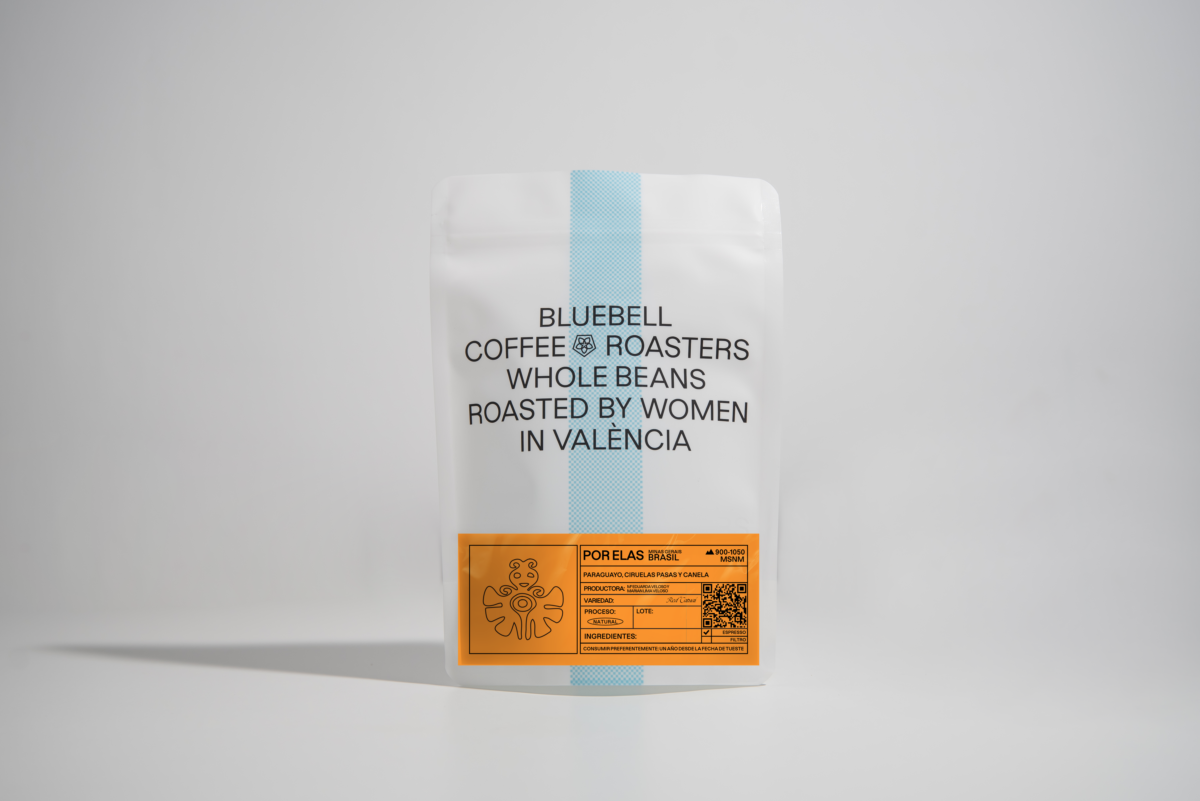 BLUEBELL
COFFEE ROASTERS
WHOLE BEANS
ROASTED BY WOMEN
IN VALÈNCIA
POR ELAS
MINAS GERAIS
BRASIL
900-1050
MSNM
PARAGUAYO, CIRUELAS PASAS Y CANELA
PRODUCTORA:
VARIEDAD: Red Catuai
PROCESO:
NATURAL
LOTE:
INGREDIENTES:
ESPRESSO
FILTRO
CONSUMIR PREFERENTEMENTE: UN AÑO DESDE LA FECHA DE TUESTE